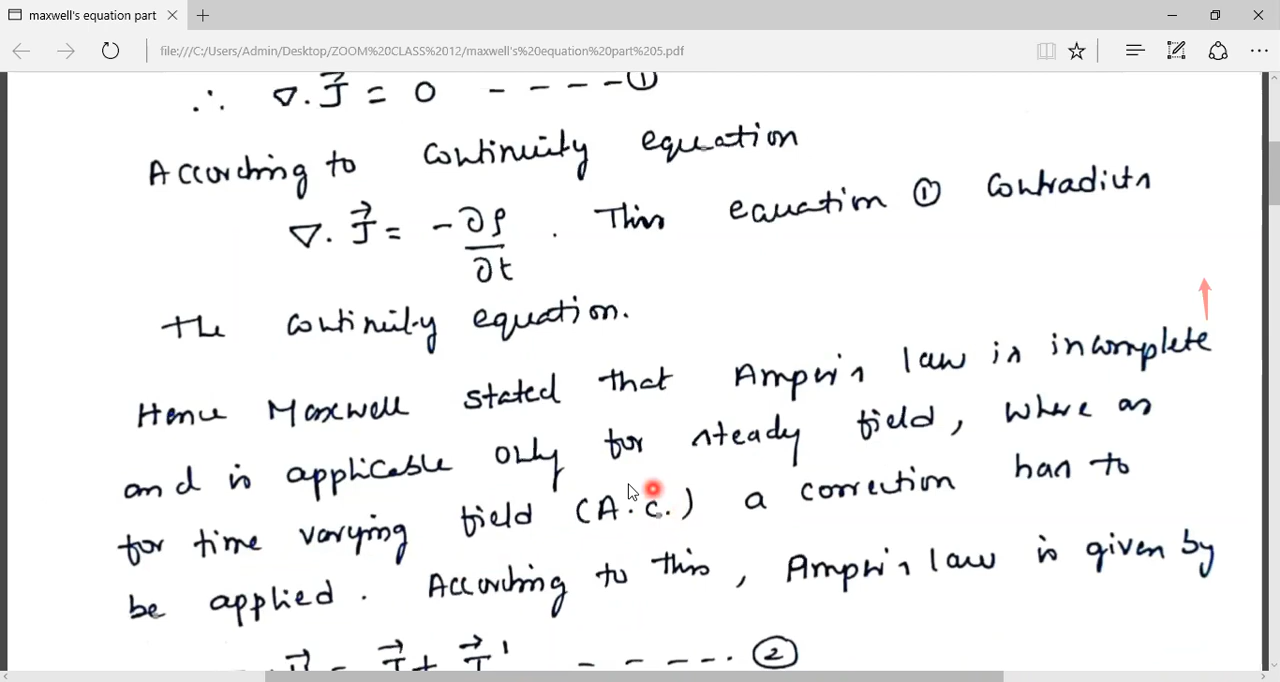 maxwell's equation part
file:///C:/Users/Admin/Desktop/ZOOM%20CLASS%2012/maxwell's%20equation%20part%205.pdf
∴ ∇. J⃗ = 0 - - - - ①
According to continuity equation
∇. J⃗ = -∂ρ/∂t . This equation ① contradicts
the continuity equation.
Hence Maxwell stated that Amper's law is incomplete
and is applicable only for steady field, where as
for time varying field (A.C.) a correction has to
be applied. According to this, Amper's law is given by
J⃗ + J⃗' - - - - . ②